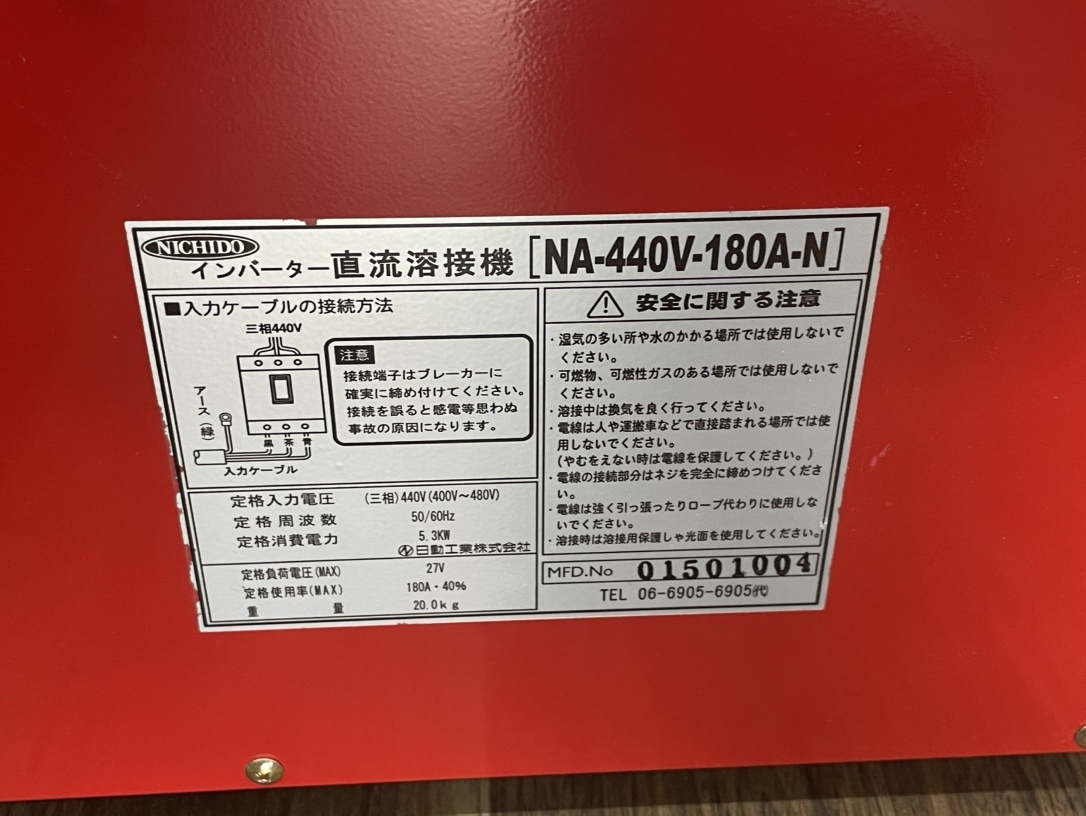 NICHIDO
インバーター直流溶接機[NA-440V-180A-N]
■入力ケーブルの接続方法
三相440V
アース(緑)
黒 茶 青
入力ケーブル
注意
接続端子はブレーカーに
確実に締め付けてください。
接続を誤ると感電等思わぬ
事故の原因になります。
定格入力電圧 (三相)440V(400V～480V)
定格周波数 50/60Hz
定格消費電力 5.3KW
日動工業株式会社
定格負荷電圧(MAX) 27V
定格使用率(MAX) 180A・40%
重量 20.0kg
安全に関する注意
・湿気の多い所や水のかかる場所では使用しないで
ください。
・可燃物、可燃性ガスのある場所では使用しないで
ください。
・溶接中は換気を良く行ってください。
・電線は人や運搬車などで直接踏まれる場所では使
用しないでください。
(やむをえない時は電線を保護してください。)
・電線の接続部分はネジを完全に締めつけてくださ
い。
・電線は強く引っ張ったりロープ代わりに使用しな
いでください。
・溶接時は溶接用保護しゃ光面を使用してください。
MFD.No 01501004
TEL 06-6905-6905㈹